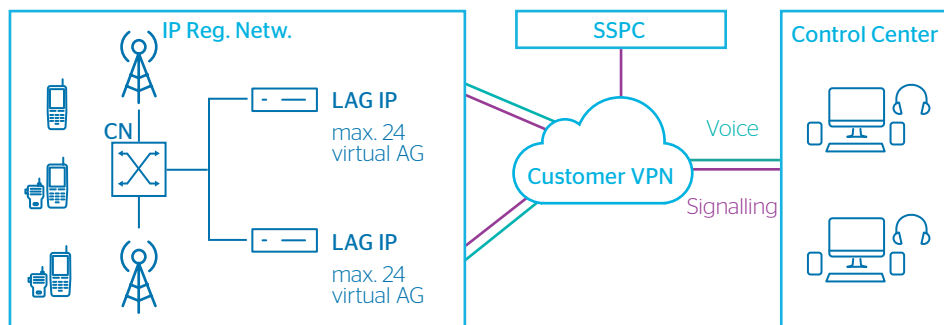 IP Reg. Netw.
SSPC
Control Center
LAG IP
max. 24
virtual AG
CN
Voice
Customer VPN
Signalling
LAG IP
max. 24
virtual AG